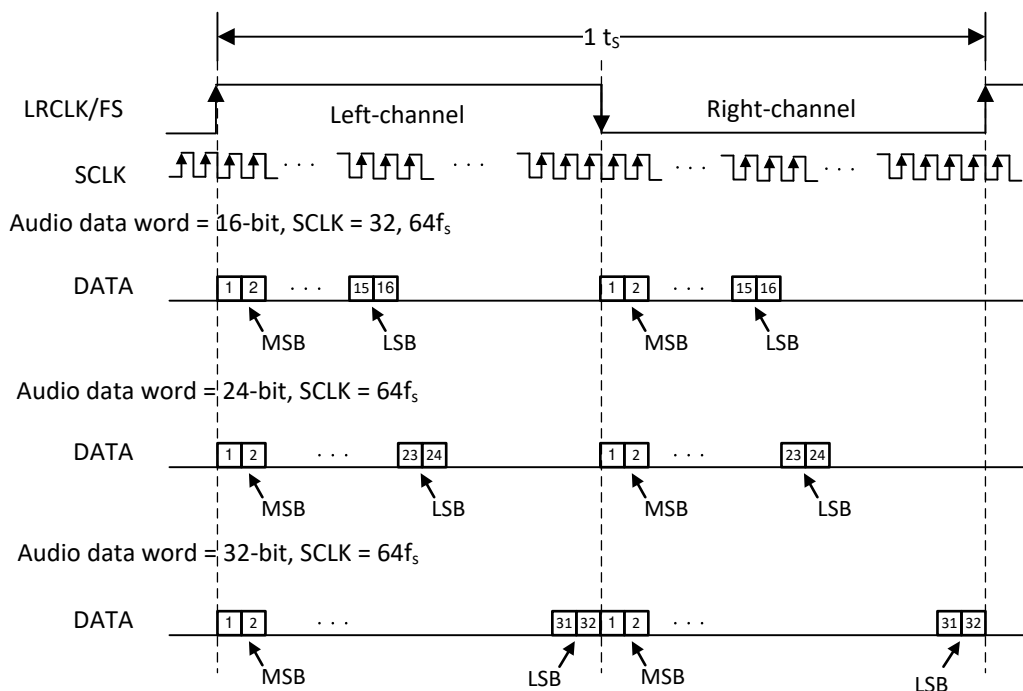 1 tS
LRCLK/FS
Left-channel
Right-channel
SCLK
. . .
. . .
. . .
. . .
Audio data word = 16-bit, SCLK = 32, 64fs
DATA
1 2 . . . 15 16 1 2 . . . 15 16
MSB LSB MSB LSB
Audio data word = 24-bit, SCLK = 64fs
DATA
1 2 . . . 23 24 1 2 . . . 23 24
MSB LSB MSB LSB
Audio data word = 32-bit, SCLK = 64fs
DATA
1 2 . . . 31 32 1 2 . . . 31 32
MSB LSB MSB LSB